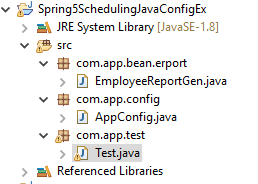 Spring5SchedulingJavaConfigEx
JRE System Library [JavaSE-1.8]
src
com.app.bean.erport
EmployeeReportGen.java
com.app.config
AppConfig.java
com.app.test
Test.java
Referenced Libraries